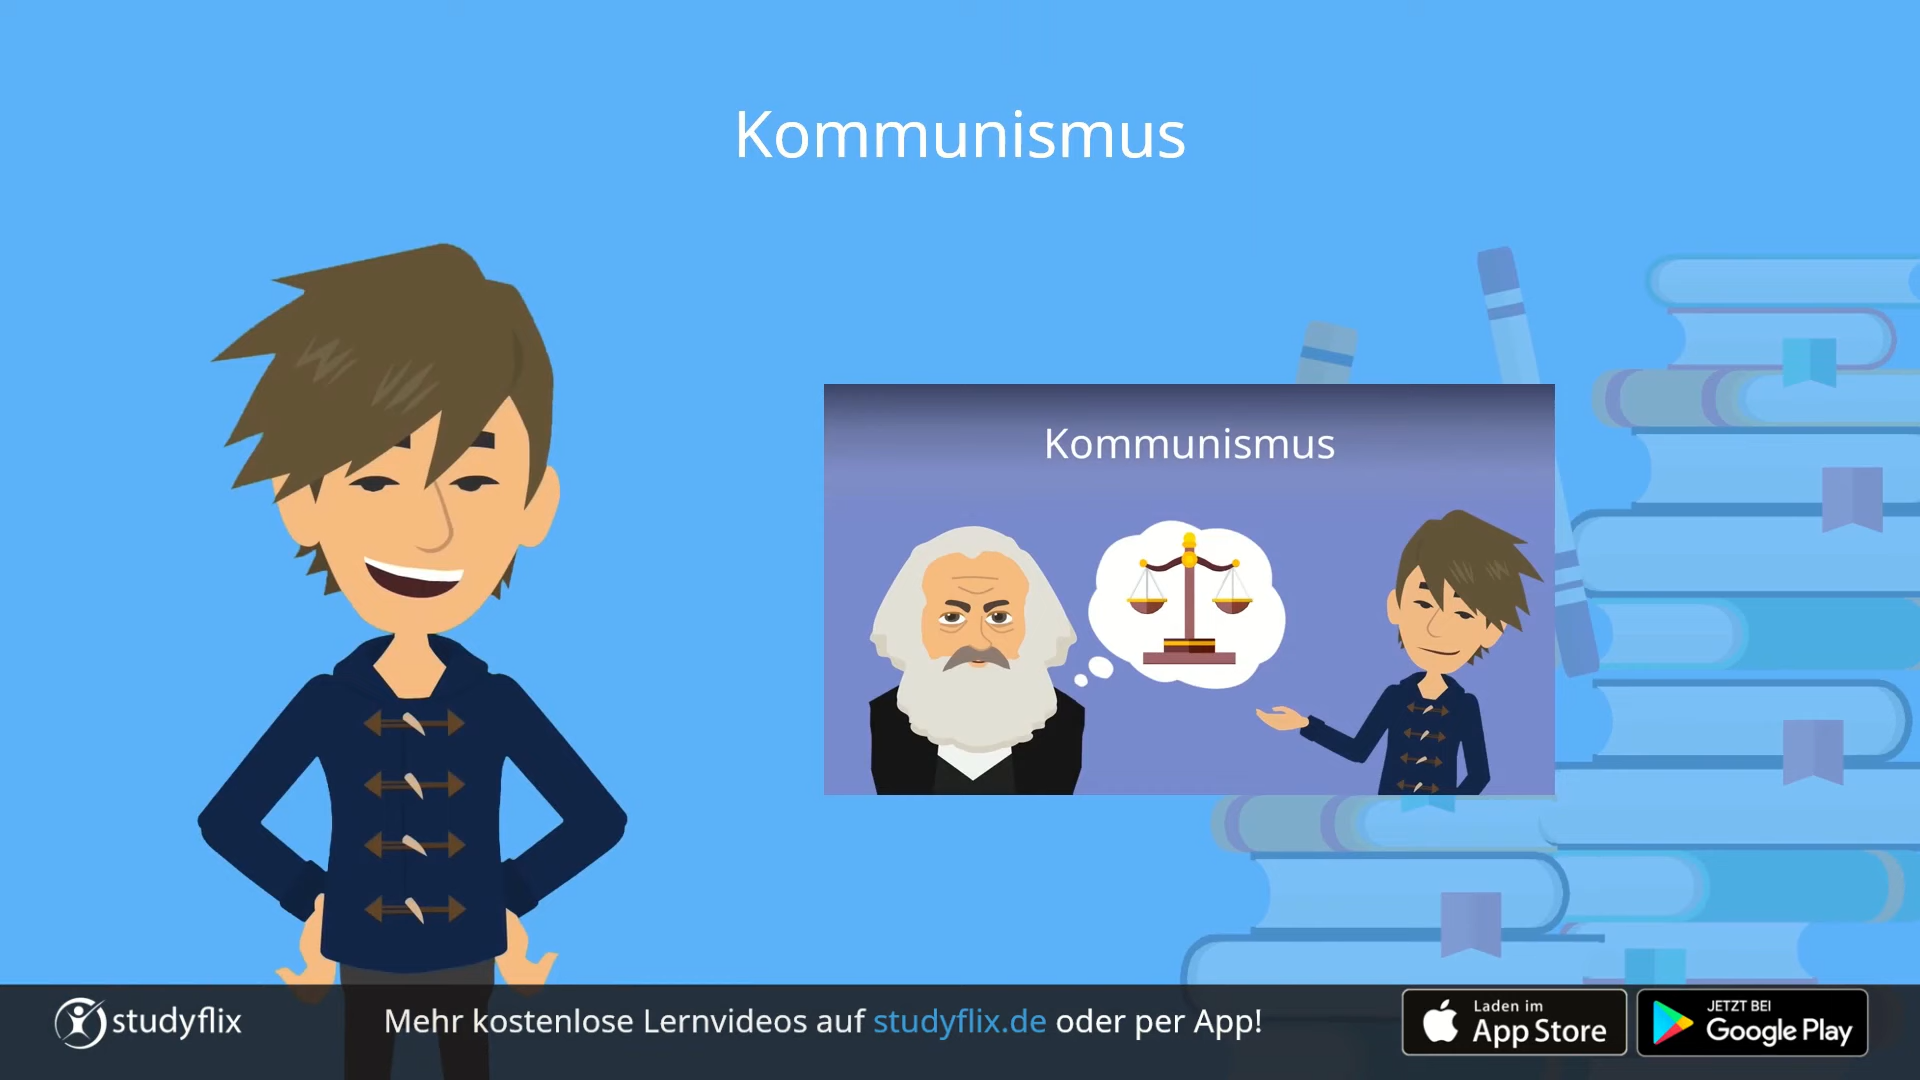 Kommunismus
Kommunismus
studyflix
Mehr kostenlose Lernvideos auf studyflix.de oder per App!
Laden im
App Store
JETZT BEI
Google Play